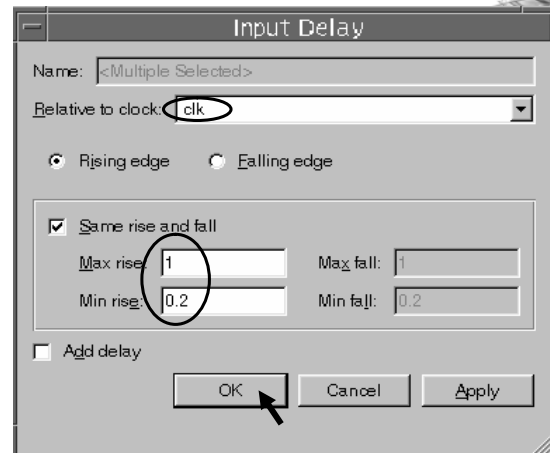 Input Delay
Name: <Multiple Selected>
Relative to clock: clk
Rising edge Falling edge
Same rise and fall
Max rise: 1 Max fall: 1
Min rise: 0.2 Min fall: 0.2
Add delay
OK Cancel Apply